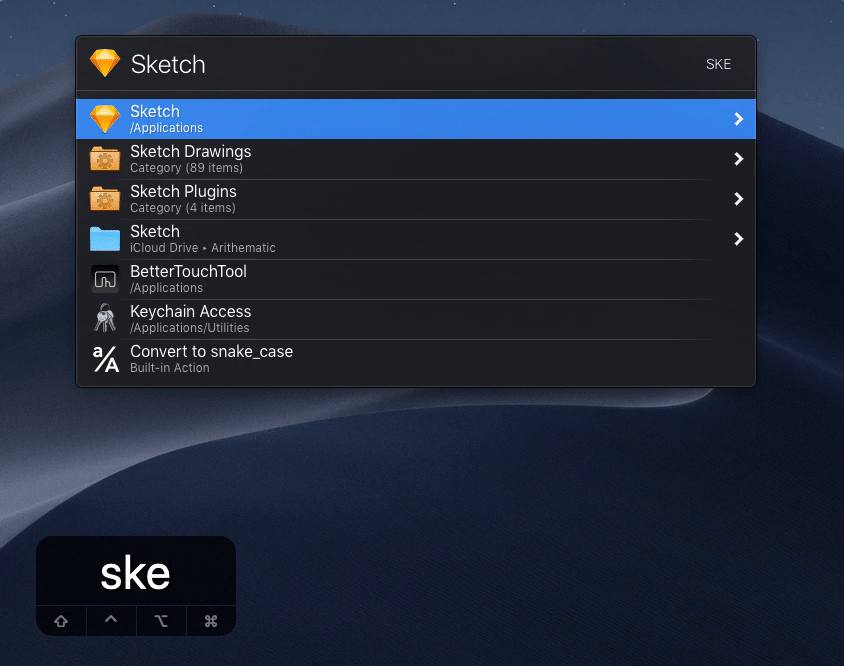 Sketch
SKE
Sketch
/Applications
Sketch Drawings
Category (89 items)
Sketch Plugins
Category (4 items)
Sketch
iCloud Drive ‣ Arithematic
BetterTouchTool
/Applications
Keychain Access
/Applications/Utilities
a/A
Convert to snake_case
Built-in Action
ske
⇧ ^ ⌥ ⌘